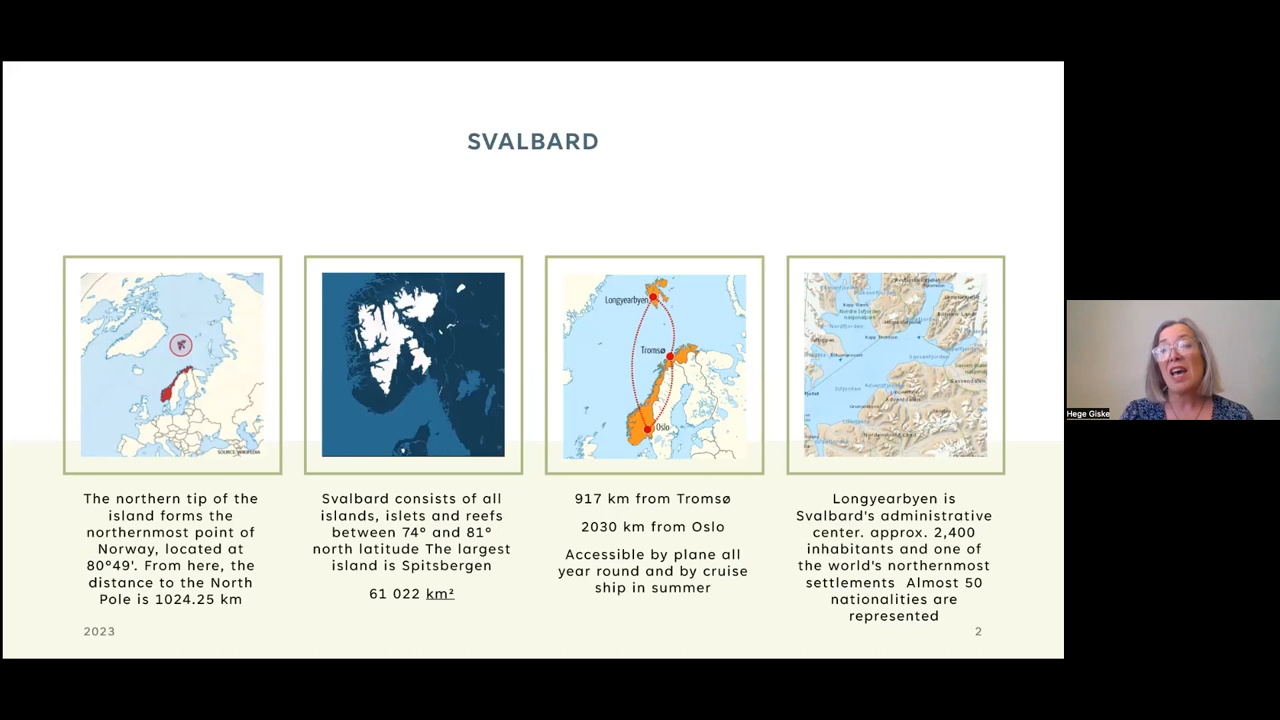 SVALBARD
SOURCE: WIKIPEDIA
Longyearbyen
Tromsø
Oslo
The northern tip of the
island forms the
northernmost point of
Norway, located at
80°49'. From here, the
distance to the North
Pole is 1024.25 km
Svalbard consists of all
islands, islets and reefs
between 74° and 81°
north latitude The largest
island is Spitsbergen
61 022 km²
917 km from Tromsø
2030 km from Oslo
Accessible by plane all
year round and by cruise
ship in summer
Longyearbyen is
Svalbard's administrative
center. approx. 2,400
inhabitants and one of
the world's northernmost
settlements Almost 50
nationalities are
represented
2023
2
Hege Giske